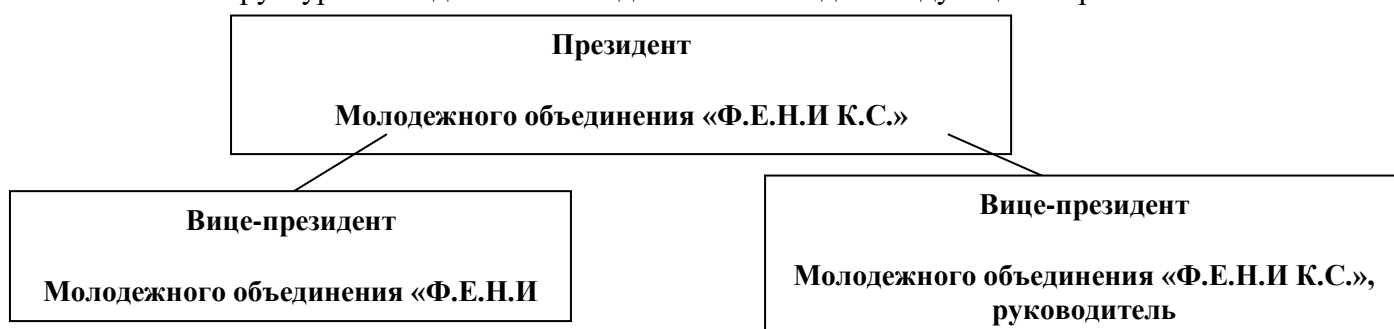 Президент
Молодежного объединения «Ф.Е.Н.И К.С.»
Вице-президент
Молодежного объединения «Ф.Е.Н.И
Вице-президент
Молодежного объединения «Ф.Е.Н.И К.С.»,
руководитель